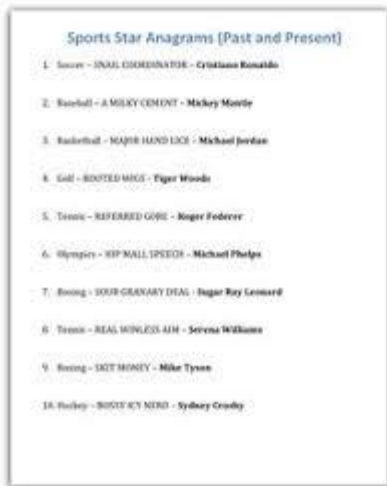 Sports Star Anagrams (Past and Present)
1. Soccer – SNAIL COORDINATOR – Cristiano Ronaldo
2. Baseball – A MILKY CEMENT – Mickey Mantle
3. Basketball – MAJOR HAND LICE – Michael Jordan
4. Golf – ROOTED WIGS – Tiger Woods
5. Tennis – REFERRED GORE – Roger Federer
6. Olympics – HIP MALL SPEECH – Michael Phelps
7. Boxing – SOUR GRANARY DEAL - Sugar Ray Leonard
8. Tennis – REAL WINLESS AIM – Serena Williams
9. Boxing – SKIT MONEY – Mike Tyson
10. Hockey – BOSSY ICY NERD – Sydney Crosby